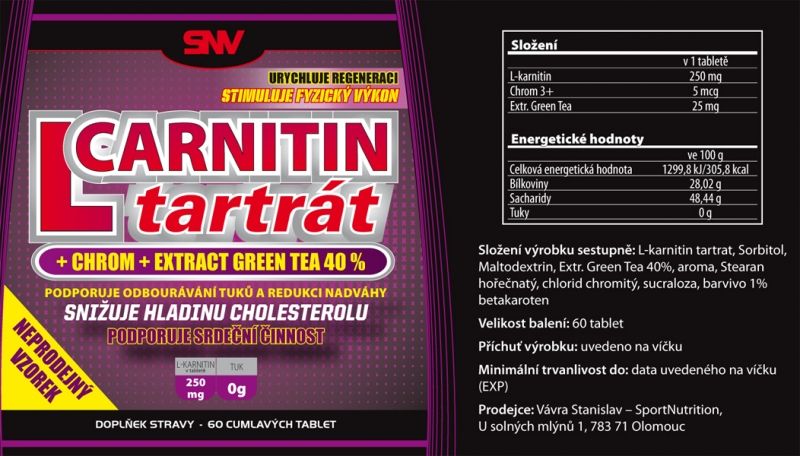 SNV
URYCHLUJE REGENERACI
STIMULUJE FYZICKÝ VÝKON
L CARNITIN
tartrát
+ CHROM + EXTRACT GREEN TEA 40 %
PODPORUJE ODBOURÁVÁNÍ TUKŮ A REDUKCI NADVÁHY
SNIŽUJE HLADINU CHOLESTEROLU
PODPORUJE SRDEČNÍ ČINNOST
NEPRODEJNÝ
VZOREK
L-KARNITIN
v tabletě
250
mg
TUK
0g
DOPLŇEK STRAVY - 60 CUMLAVÝCH TABLET
Složení
v 1 tabletě
L-karnitin 250 mg
Chrom 3+ 5 mcg
Extr. Green Tea 25 mg
Energetické hodnoty
ve 100 g
Celková energetická hodnota 1299,8 kJ/305,8 kcal
Bílkoviny 28,02 g
Sacharidy 48,44 g
Tuky 0 g
Složení výrobku sestupně: L-karnitin tartrat, Sorbitol,
Maltodextrin, Extr. Green Tea 40%, aroma, Stearan
hořečnatý, chlorid chromitý, sucraloza, barvivo 1%
betakaroten
Velikost balení: 60 tablet
Příchuť výrobku: uvedeno na víčku
Minimální trvanlivost do: data uvedeného na víčku
(EXP)
Prodejce: Vávra Stanislav – SportNutrition,
U solných mlýnů 1, 783 71 Olomouc